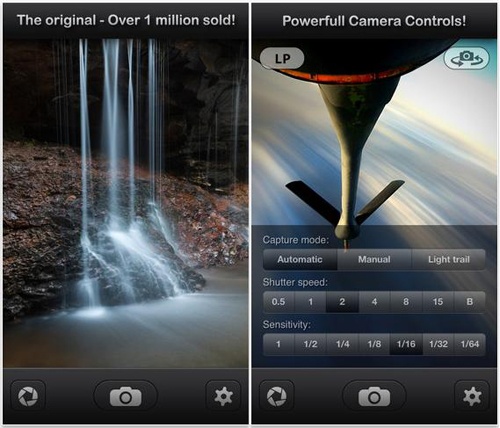 The original - Over 1 million sold!
Powerfull Camera Controls!
LP
Capture mode:
Automatic Manual Light trail
Shutter speed:
0.5 1 2 4 8 15 B
Sensitivity:
1 1/2 1/4 1/8 1/16 1/32 1/64